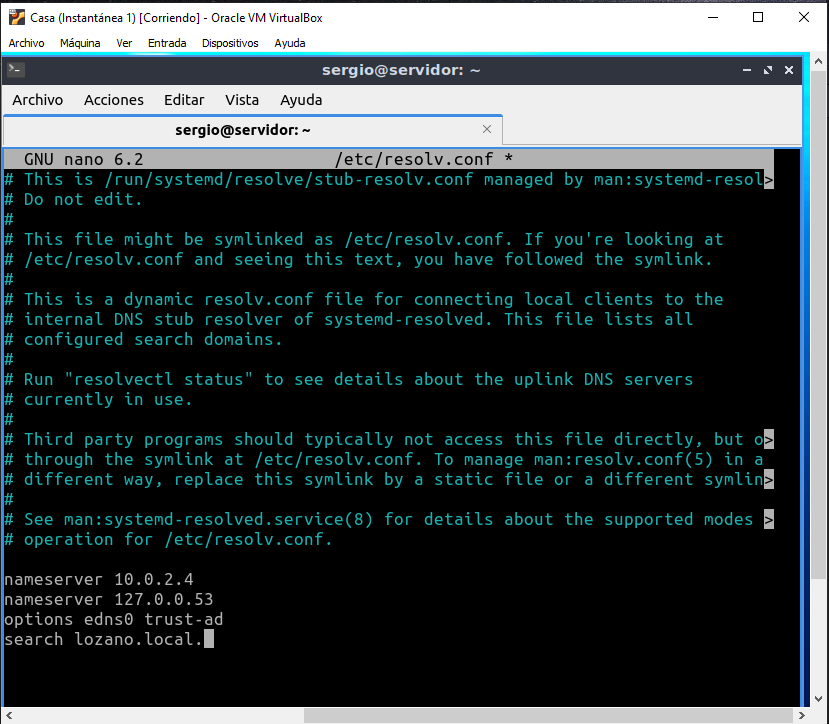 Casa (Instantánea 1) [Corriendo] - Oracle VM VirtualBox
Archivo Máquina Ver Entrada Dispositivos Ayuda
sergio@servidor: ~
Archivo Acciones Editar Vista Ayuda
sergio@servidor: ~
GNU nano 6.2 /etc/resolv.conf *
# This is /run/systemd/resolve/stub-resolv.conf managed by man:systemd-resol>
# Do not edit.
#
# This file might be symlinked as /etc/resolv.conf. If you're looking at
# /etc/resolv.conf and seeing this text, you have followed the symlink.
#
# This is a dynamic resolv.conf file for connecting local clients to the
# internal DNS stub resolver of systemd-resolved. This file lists all
# configured search domains.
#
# Run "resolvectl status" to see details about the uplink DNS servers
# currently in use.
#
# Third party programs should typically not access this file directly, but o>
# through the symlink at /etc/resolv.conf. To manage man:resolv.conf(5) in a
# different way, replace this symlink by a static file or a different symlin>
#
# See man:systemd-resolved.service(8) for details about the supported modes >
# operation for /etc/resolv.conf.
nameserver 10.0.2.4
nameserver 127.0.0.53
options edns0 trust-ad
search lozano.local.